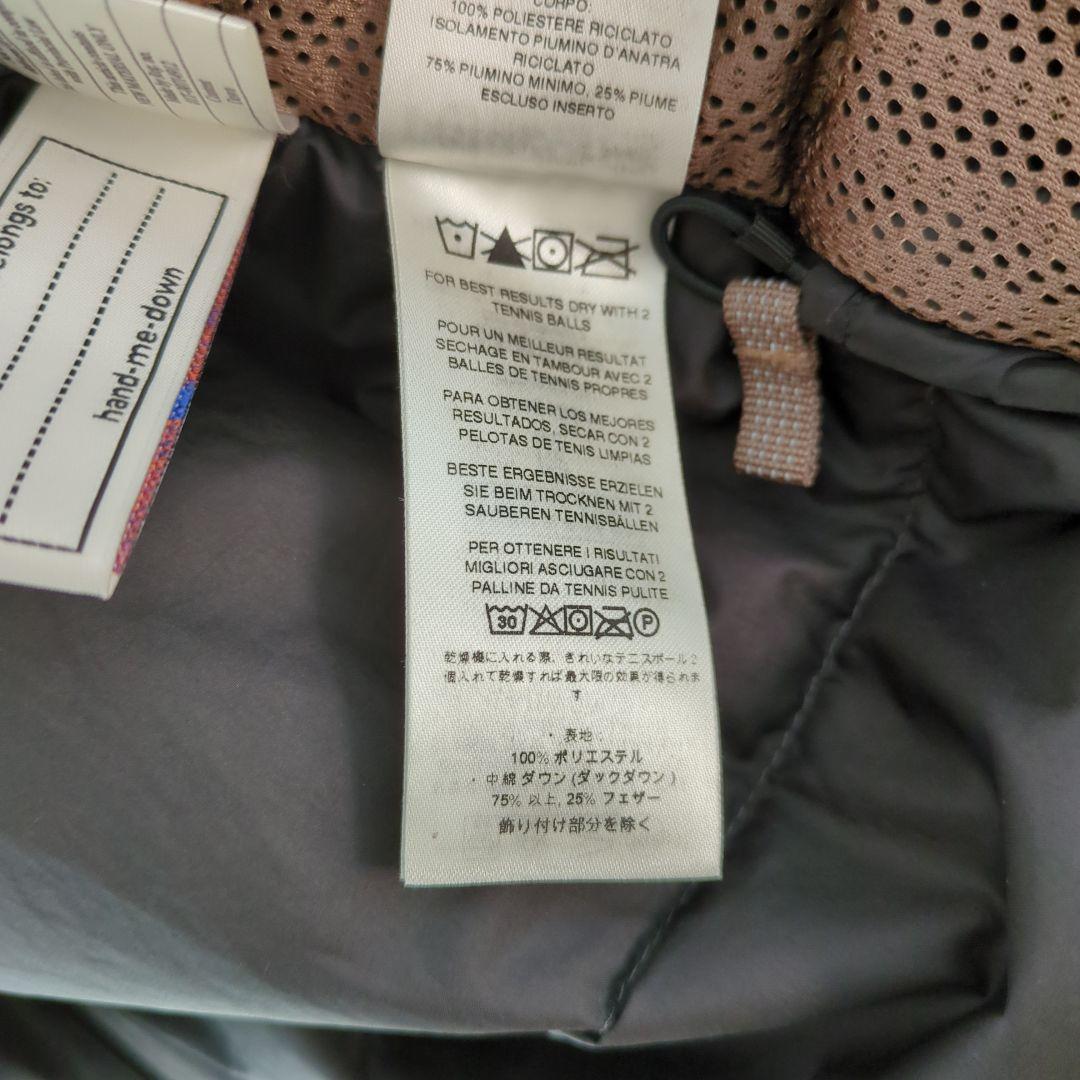 CORPO:
100% POLIESTERE RICICLATO
ISOLAMENTO PIUMINO D'ANATRA
RICICLATO
75% PIUMINO MINIMO, 25% PIUME
ESCLUSO INSERTO
FOR BEST RESULTS DRY WITH 2
TENNIS BALLS
POUR UN MEILLEUR RESULTAT
SECHAGE EN TAMBOUR AVEC 2
BALLES DE TENNIS PROPRES
PARA OBTENER LOS MEJORES
RESULTADOS, SECAR CON 2
PELOTAS DE TENIS LIMPIAS
BESTE ERGEBNISSE ERZIELEN
SIE BEIM TROCKNEN MIT 2
SAUBEREN TENNISBÄLLEN
PER OTTENERE I RISULTATI
MIGLIORI ASCIUGARE CON 2
PALLINE DA TENNIS PULITE
30 P
乾燥機に入れる際、きれいなテニスボール2
個入れて乾燥すれば最大限の効果が得られま
す
・表地:
100% ポリエステル
・中綿 ダウン (ダックダウン)
75% 以上, 25% フェザー
飾り付け部分を除く
longs to:
hand-me-down